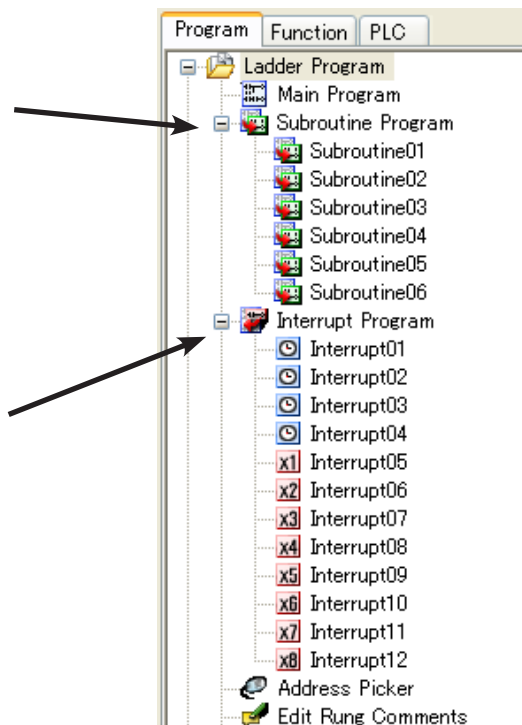 Program Function PLC
Ladder Program
Main Program
Subroutine Program
Subroutine01
Subroutine02
Subroutine03
Subroutine04
Subroutine05
Subroutine06
Interrupt Program
Interrupt01
Interrupt02
Interrupt03
Interrupt04
x1 Interrupt05
x2 Interrupt06
x3 Interrupt07
x4 Interrupt08
x5 Interrupt09
x6 Interrupt10
x7 Interrupt11
x8 Interrupt12
Address Picker
Edit Rung Comments